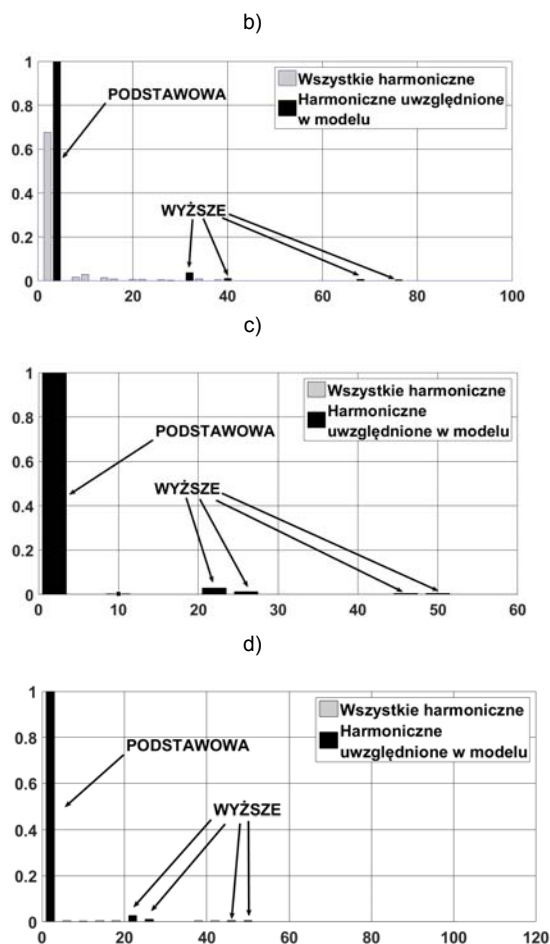 b)
1
0.8
0.6
0.4
0.2
0
Wszystkie harmoniczne
Harmoniczne uwzględnione
w modelu
PODSTAWOWA
WYŻSZE
0 20 40 60 80 100
c)
1
0.8
0.6
0.4
0.2
0
Wszystkie harmoniczne
Harmoniczne
uwzględnione w modelu
PODSTAWOWA
WYŻSZE
0 10 20 30 40 50 60
d)
1
0.8
0.6
0.4
0.2
0
Wszystkie harmoniczne
Harmoniczne
uwzględnione w modelu
PODSTAWOWA
WYŻSZE
0 20 40 60 80 100 120